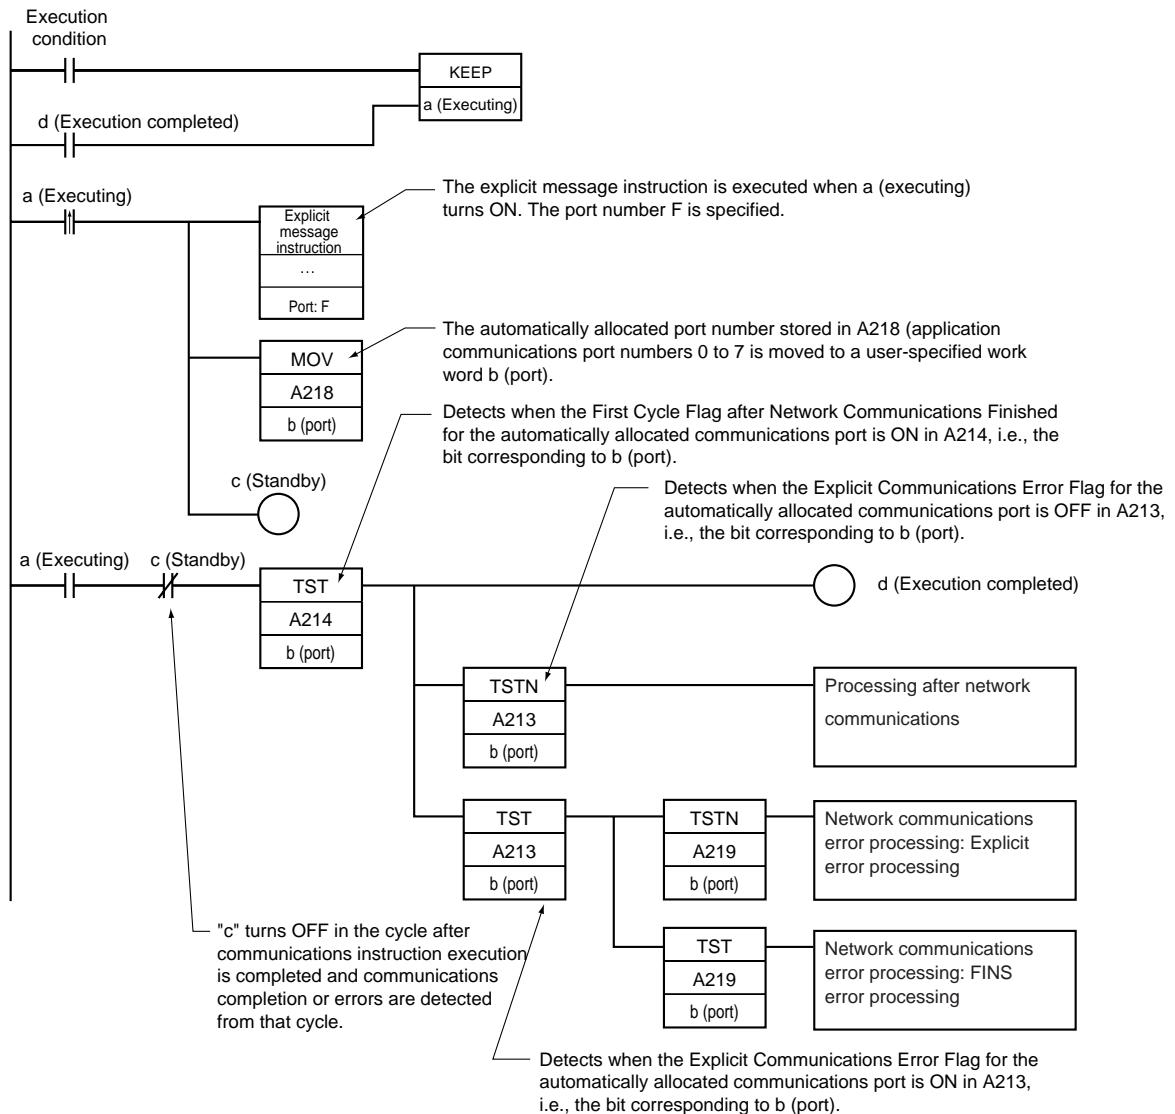 Execution
condition
KEEP
a (Executing)
d (Execution completed)
a (Executing)
Explicit
message
instruction
...
Port: F
The explicit message instruction is executed when a (executing)
turns ON. The port number F is specified.
MOV
A218
b (port)
The automatically allocated port number stored in A218 (application
communications port numbers 0 to 7 is moved to a user-specified work
word b (port).
Detects when the First Cycle Flag after Network Communications Finished
for the automatically allocated communications port is ON in A214, i.e., the
bit corresponding to b (port).
c (Standby)
Detects when the Explicit Communications Error Flag for the
automatically allocated communications port is OFF in A213,
i.e., the bit corresponding to b (port).
a (Executing)
c (Standby)
TST
A214
b (port)
d (Execution completed)
TSTN
A213
b (port)
Processing after network
communications
TST
A213
b (port)
TSTN
A219
b (port)
Network communications
error processing: Explicit
error processing
"c" turns OFF in the cycle after
communications instruction execution
is completed and communications
completion or errors are detected
from that cycle.
TST
A219
b (port)
Network communications
error processing: FINS
error processing
Detects when the Explicit Communications Error Flag for the
automatically allocated communications port is ON in A213,
i.e., the bit corresponding to b (port).